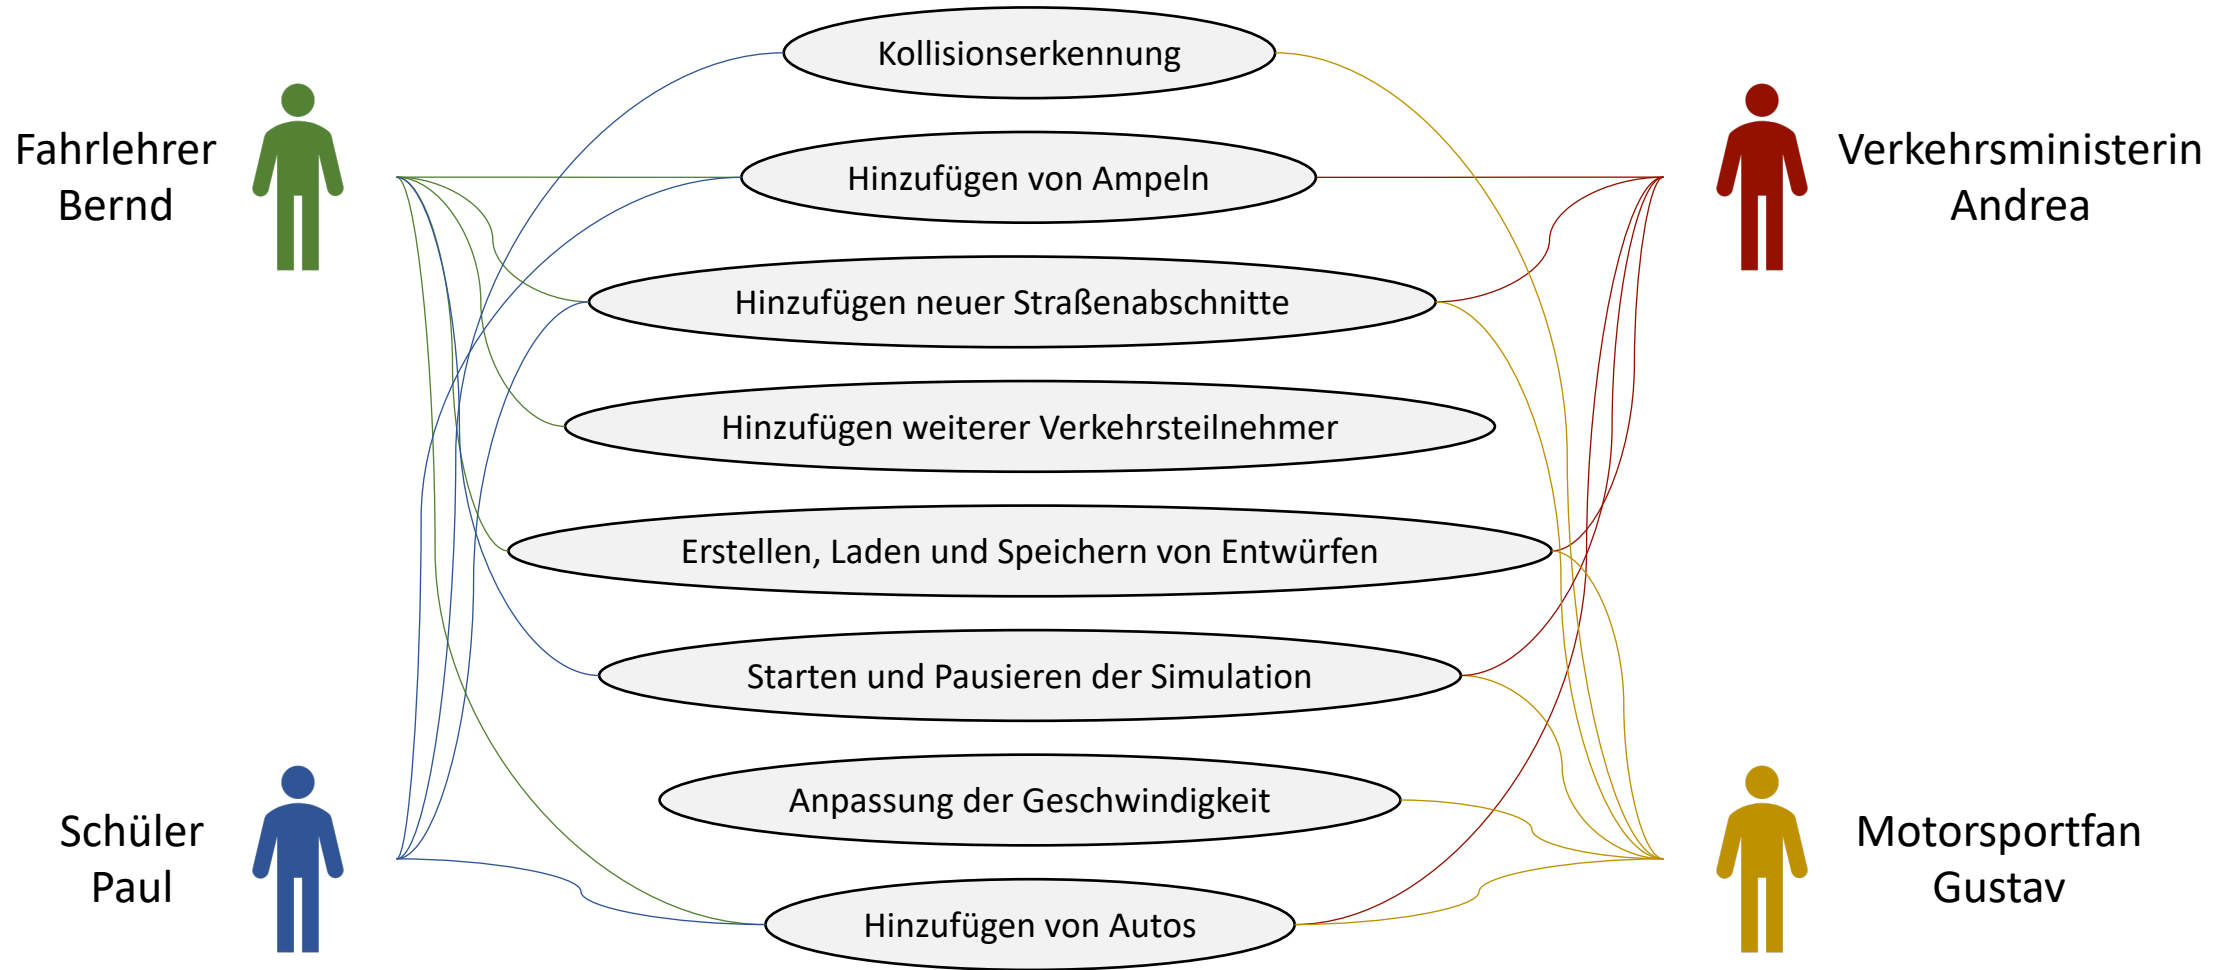 Kollisionserkennung
Fahrlehrer
Bernd
Hinzufügen von Ampeln
Verkehrsministerin
Andrea
Hinzufügen neuer Straßenabschnitte
Hinzufügen weiterer Verkehrsteilnehmer
Erstellen, Laden und Speichern von Entwürfen
Starten und Pausieren der Simulation
Anpassung der Geschwindigkeit
Schüler
Paul
Motorsportfan
Gustav
Hinzufügen von Autos